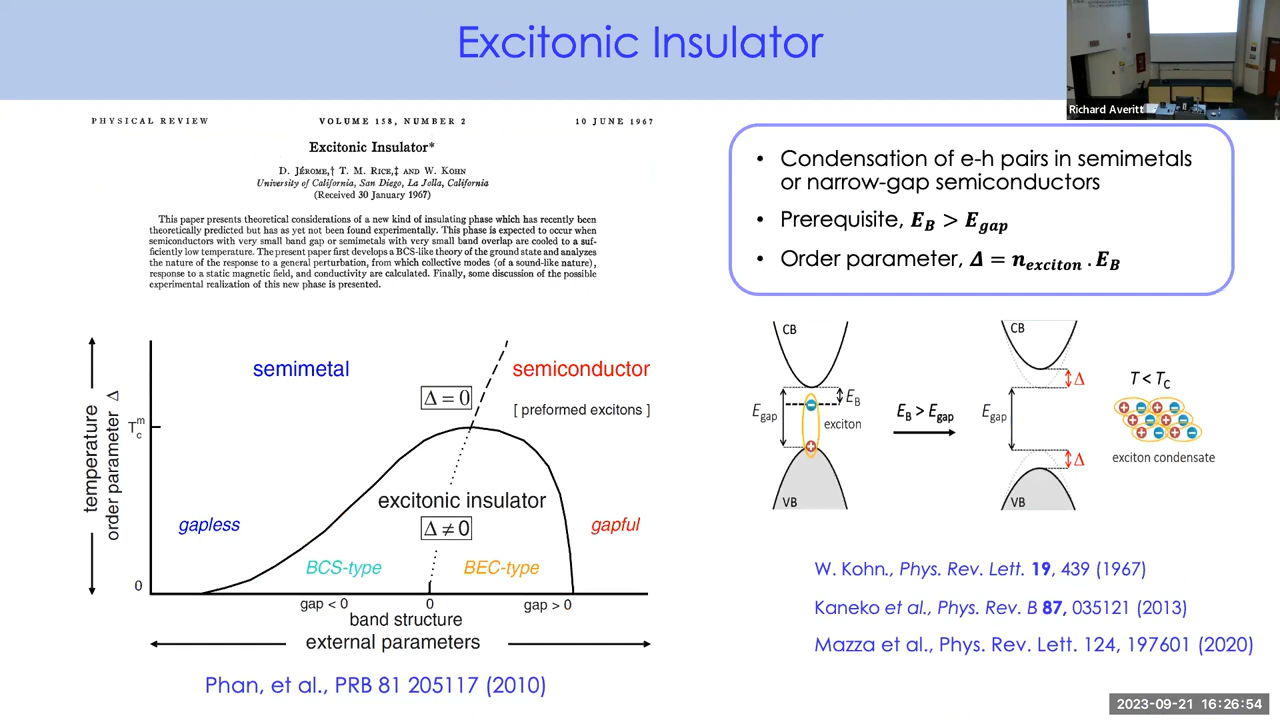 Excitonic Insulator
Richard Averitt
PHYSICAL REVIEW VOLUME 158, NUMBER 2 10 JUNE 1967
Excitonic Insulator*
D. JÉROME,† T. M. RICE,‡ AND W. KOHN
University of California, San Diego, La Jolla, California
(Received 30 January 1967)
This paper presents theoretical considerations of a new kind of insulating phase which has recently been
theoretically predicted but has as yet not been found experimentally. This phase is expected to occur when
semiconductors with very small band gap or semimetals with very small band overlap are cooled to a suf-
ficiently low temperature. The present paper first develops a BCS-like theory of the ground state and analyzes
the nature of the response to a general perturbation, from which collective modes (of a sound-like nature),
response to a static magnetic field, and conductivity are calculated. Finally, some discussion of the possible
experimental realization of this new phase is presented.
• Condensation of e-h pairs in semimetals
or narrow-gap semiconductors
• Prerequisite, E_B > E_gap
• Order parameter, Δ = n_exciton . E_B
temperature
order parameter Δ
T_c^m
0
semimetal
semiconductor
Δ = 0
[ preformed excitons ]
excitonic insulator
Δ ≠ 0
gapless
gapful
BCS-type
BEC-type
gap < 0 0 gap > 0
band structure
external parameters
Phan, et al., PRB 81 205117 (2010)
CB
E_gap
E_B
exciton
VB
E_B > E_gap
CB
Δ
E_gap
Δ
VB
T < T_C
exciton condensate
W. Kohn., Phys. Rev. Lett. 19, 439 (1967)
Kaneko et al., Phys. Rev. B 87, 035121 (2013)
Mazza et al., Phys. Rev. Lett. 124, 197601 (2020)
2023-09-21 16:26:54